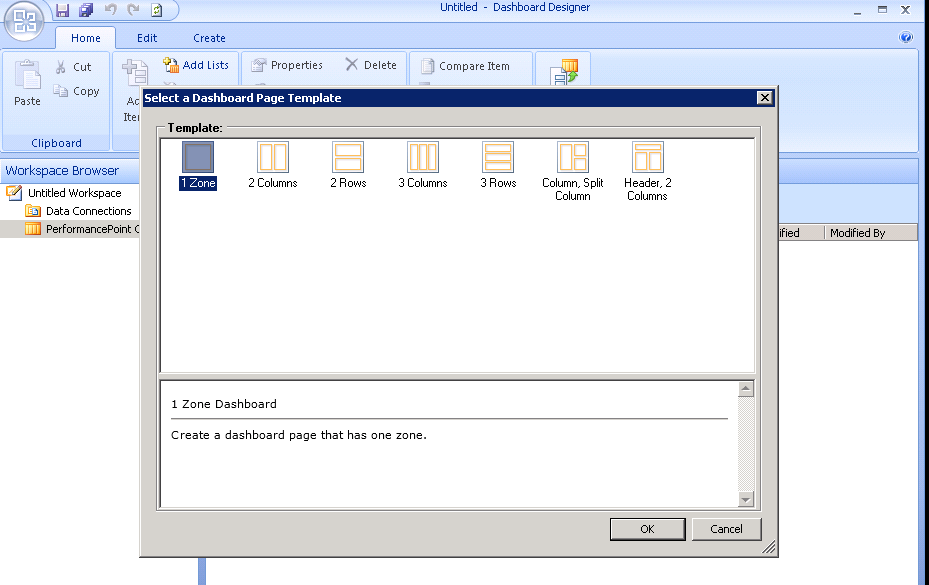 Untitled - Dashboard Designer
Home Edit Create
Cut
Copy
Paste
Clipboard
Add Lists
Properties
Delete
Compare Item
Select a Dashboard Page Template
Template:
1 Zone
2 Columns
2 Rows
3 Columns
3 Rows
Column, Split
Column
Header, 2
Columns
Workspace Browser
Untitled Workspace
Data Connections
PerformancePoint C
ified
Modified By
1 Zone Dashboard
Create a dashboard page that has one zone.
OK
Cancel